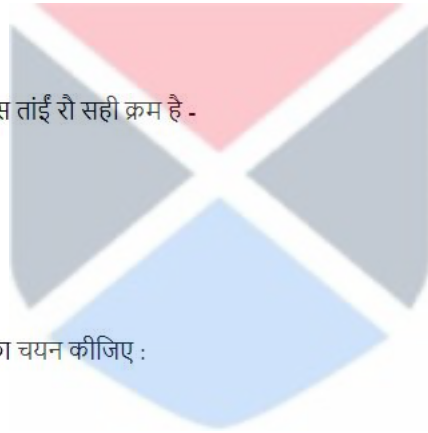 तांईं रौ सही क्रम है -
चयन कीजिए :